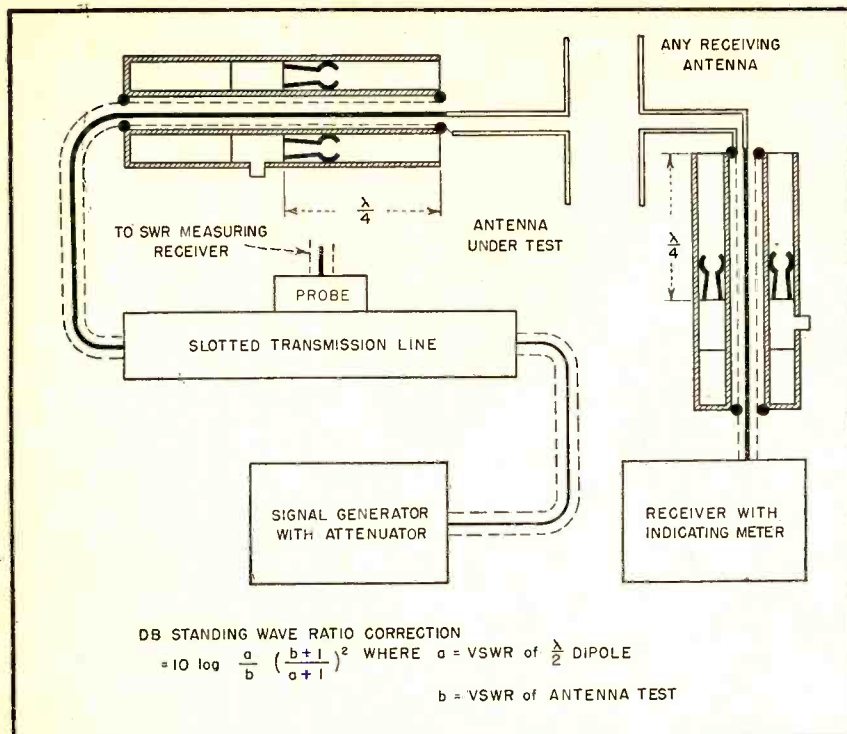 ANY RECEIVING
ANTENNA
λ
4
ANTENNA
UNDER TEST
λ
4
TO SWR MEASURING
RECEIVER
PROBE
SLOTTED TRANSMISSION LINE
SIGNAL GENERATOR
WITH ATTENUATOR
RECEIVER WITH
INDICATING METER
DB STANDING WAVE RATIO CORRECTION
= 10 log a/b (b+1/a+1)² WHERE a = VSWR of λ/2 DIPOLE
b = VSWR of ANTENNA TEST